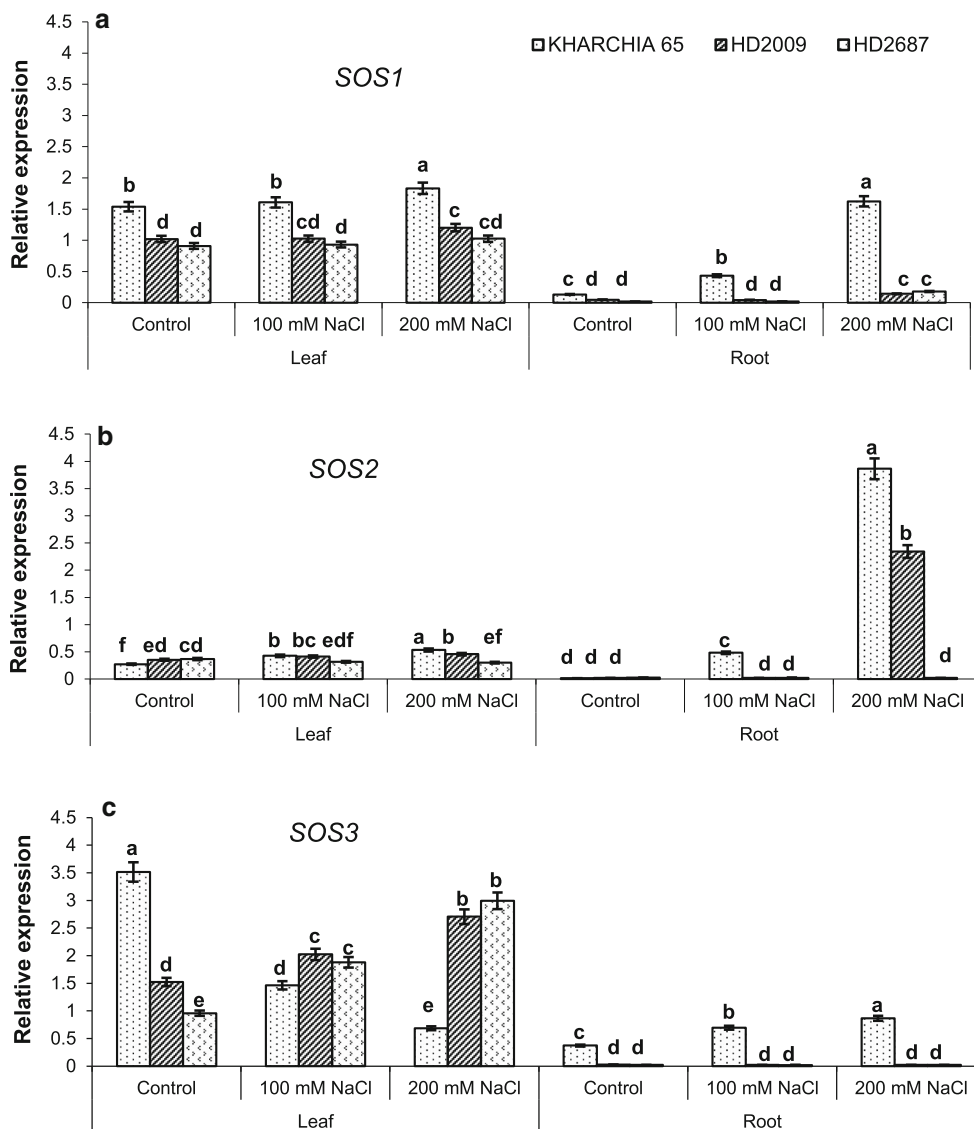 a
KHARCHIA 65 HD2009 HD2687
SOS1
Relative expression
4.5
4
3.5
3
2.5
2
1.5
1
0.5
0
b d d b cd d a c cd c d d b d d a c c
Control 100 mM NaCl 200 mM NaCl Control 100 mM NaCl 200 mM NaCl
Leaf Root
b
SOS2
Relative expression
4.5
4
3.5
3
2.5
2
1.5
1
0.5
0
f ed cd b bc edf a b ef d d d c d d a b d
Control 100 mM NaCl 200 mM NaCl Control 100 mM NaCl 200 mM NaCl
Leaf Root
c
SOS3
Relative expression
4.5
4
3.5
3
2.5
2
1.5
1
0.5
0
a d e d c c e b b c d d b d d a d d
Control 100 mM NaCl 200 mM NaCl Control 100 mM NaCl 200 mM NaCl
Leaf Root